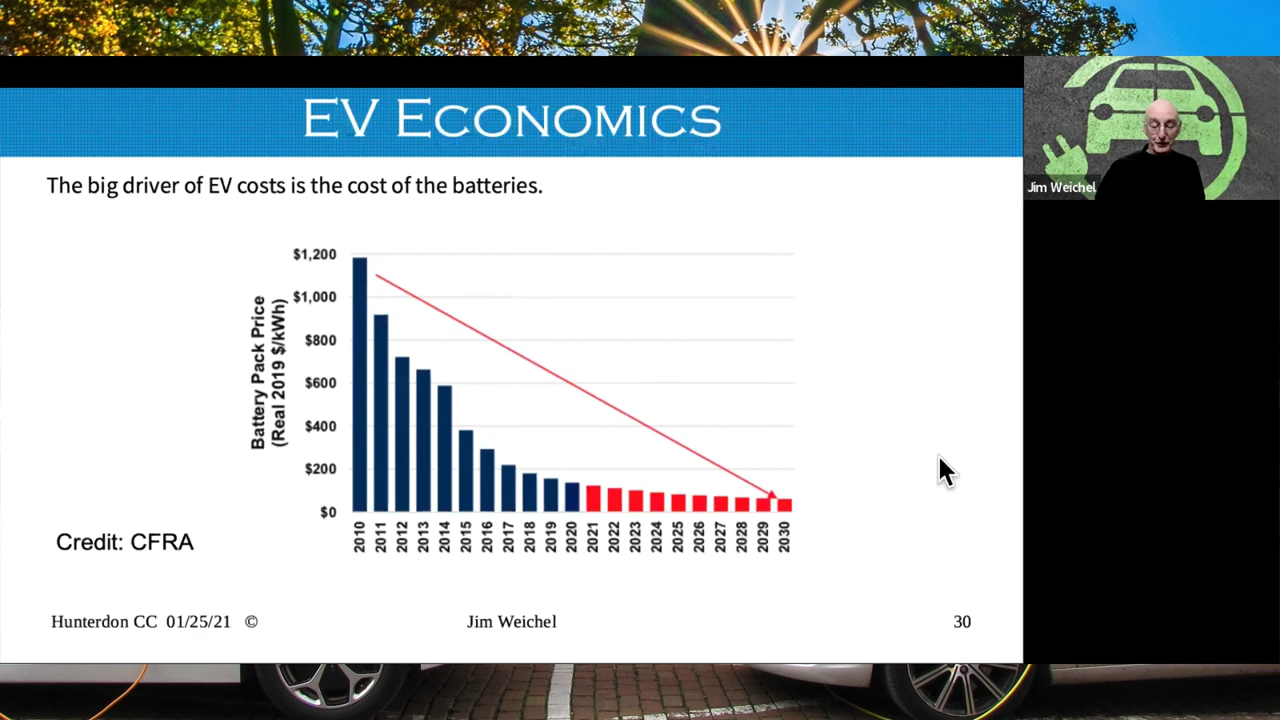 EV ECONOMICS
The big driver of EV costs is the cost of the batteries.
Jim Weichel
Battery Pack Price
(Real 2019 $/kWh)
$1,200
$1,000
$800
$600
$400
$200
$0
2010 2011 2012 2013 2014 2015 2016 2017 2018 2019 2020 2021 2022 2023 2024 2025 2026 2027 2028 2029 2030
Credit: CFRA
Hunterdon CC 01/25/21 © Jim Weichel 30